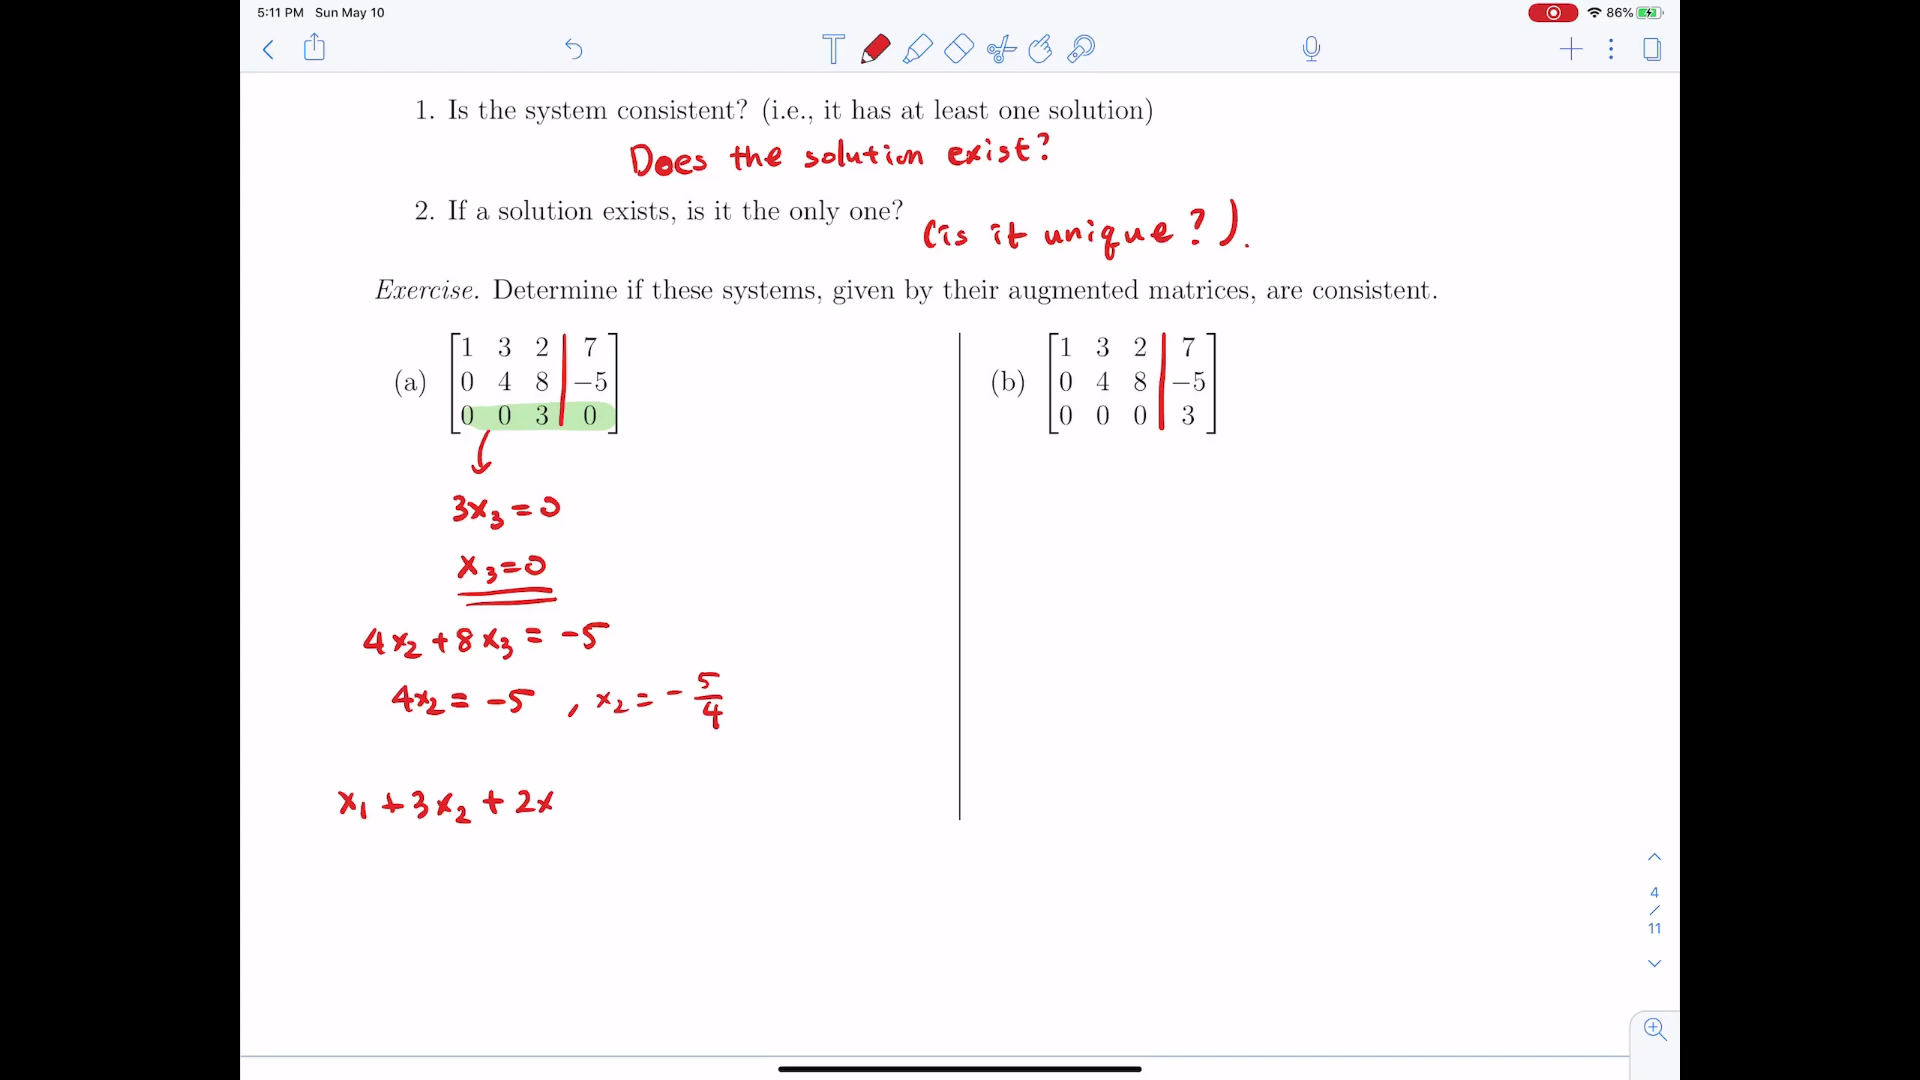 5:11 PM Sun May 10
86%
1. Is the system consistent? (i.e., it has at least one solution)
Does the solution exist?
2. If a solution exists, is it the only one?
(is it unique?).
Exercise. Determine if these systems, given by their augmented matrices, are consistent.
(a) [1 3 2 | 7
0 4 8 | −5
0 0 3 | 0]
3x₃ = 0
x₃ = 0
4x₂ + 8x₃ = −5
4x₂ = −5 , x₂ = −5/4
x₁ + 3x₂ + 2x
(b) [1 3 2 | 7
0 4 8 | −5
0 0 0 | 3]
4
/
11